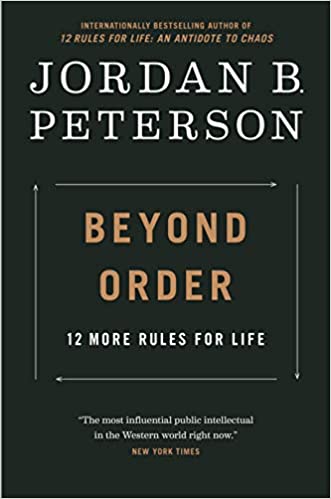 INTERNATIONALLY BESTSELLING AUTHOR OF
12 RULES FOR LIFE: AN ANTIDOTE TO CHAOS
JORDAN B.
PETERSON
BEYOND
ORDER
12 MORE RULES FOR LIFE
"The most influential public intellectual
in the Western world right now."
NEW YORK TIMES